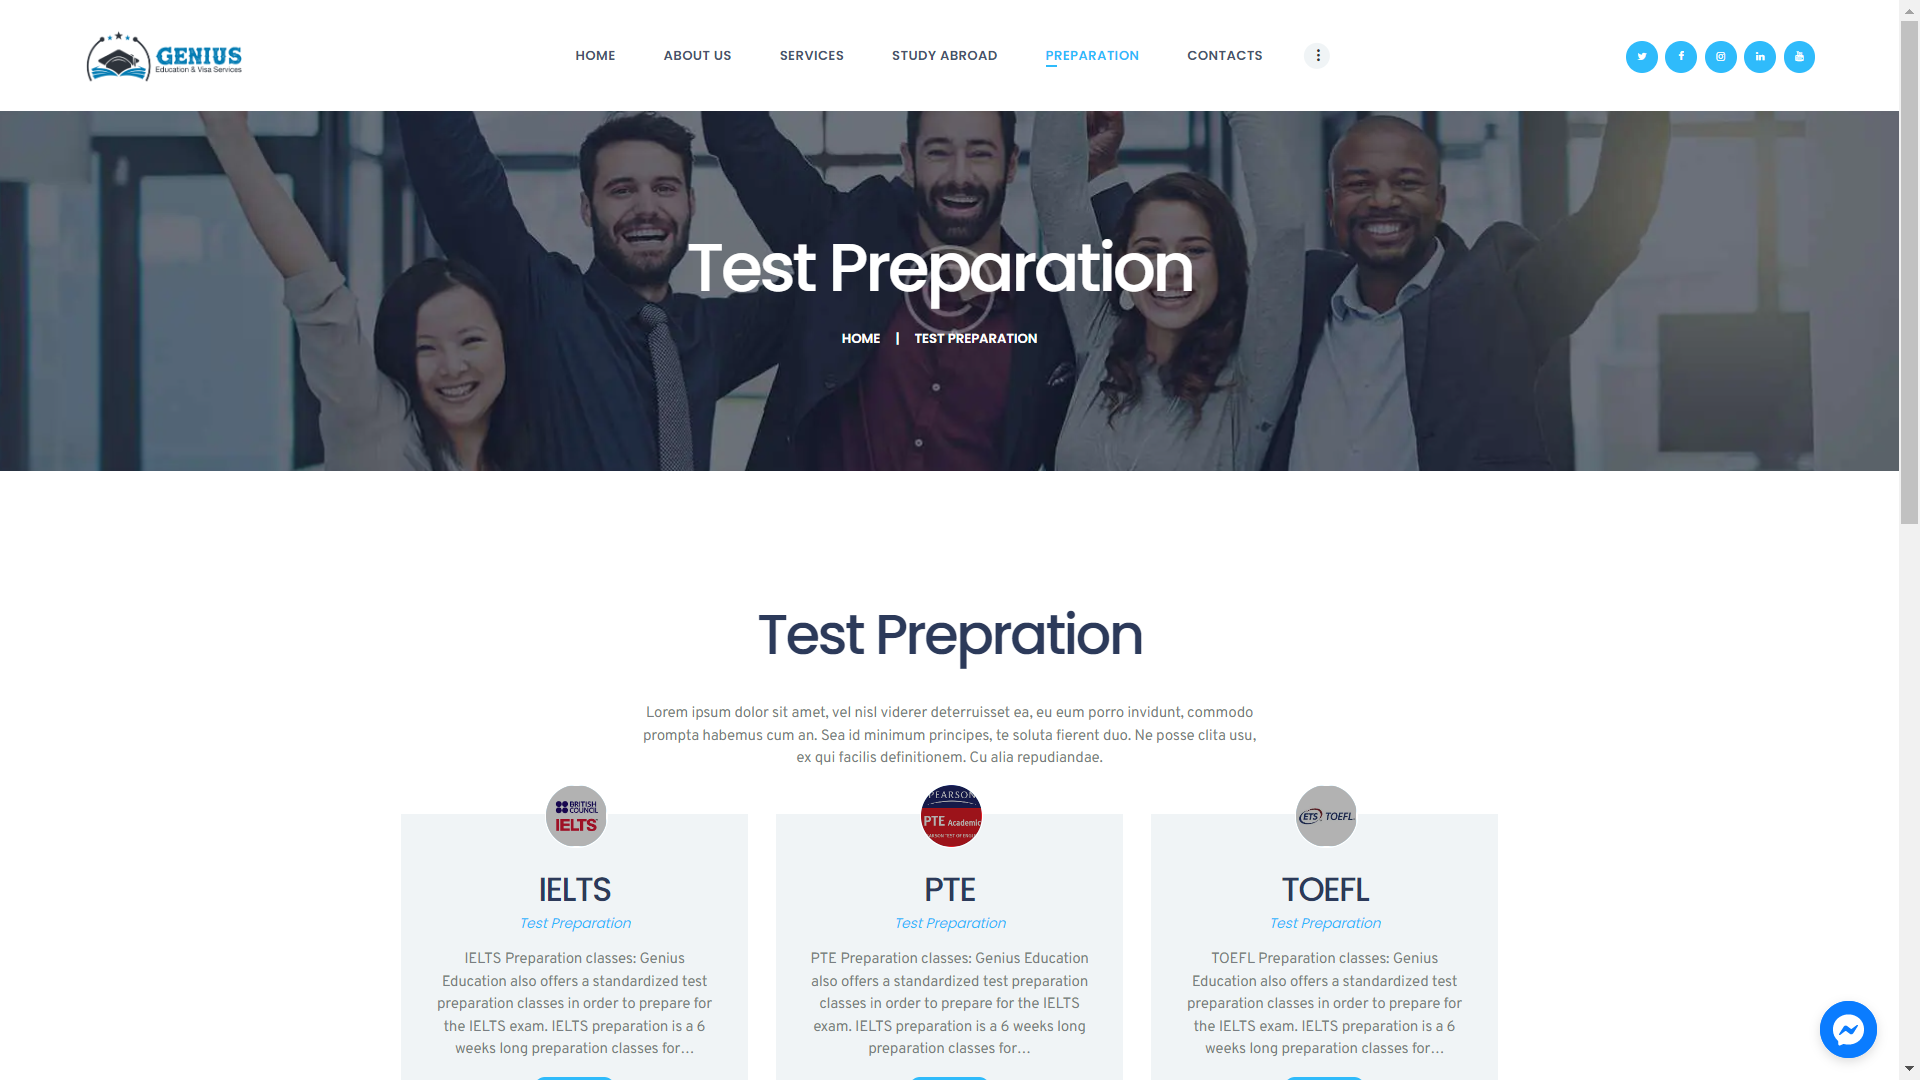 GENIUS
Education & Visa Services
HOME
ABOUT US
SERVICES
STUDY ABROAD
PREPARATION
CONTACTS
Test Preparation
HOME | TEST PREPARATION
Test Prepration
Lorem ipsum dolor sit amet, vel nisl viderer deterruisset ea, eu eum porro invidunt, commodo
prompta habemus cum an. Sea id minimum principes, te soluta fierent duo. Ne posse clita usu,
ex qui facilis definitionem. Cu alia repudiandae.
BRITISH
COUNCIL
IELTS
IELTS
Test Preparation
IELTS Preparation classes: Genius
Education also offers a standardized test
preparation classes in order to prepare for
the IELTS exam. IELTS preparation is a 6
weeks long preparation classes for…
PEARSON
PTE Academic
PTE
Test Preparation
PTE Preparation classes: Genius Education
also offers a standardized test preparation
classes in order to prepare for the IELTS
exam. IELTS preparation is a 6 weeks long
preparation classes for…
ETS TOEFL
TOEFL
Test Preparation
TOEFL Preparation classes: Genius
Education also offers a standardized test
preparation classes in order to prepare for
the IELTS exam. IELTS preparation is a 6
weeks long preparation classes for…